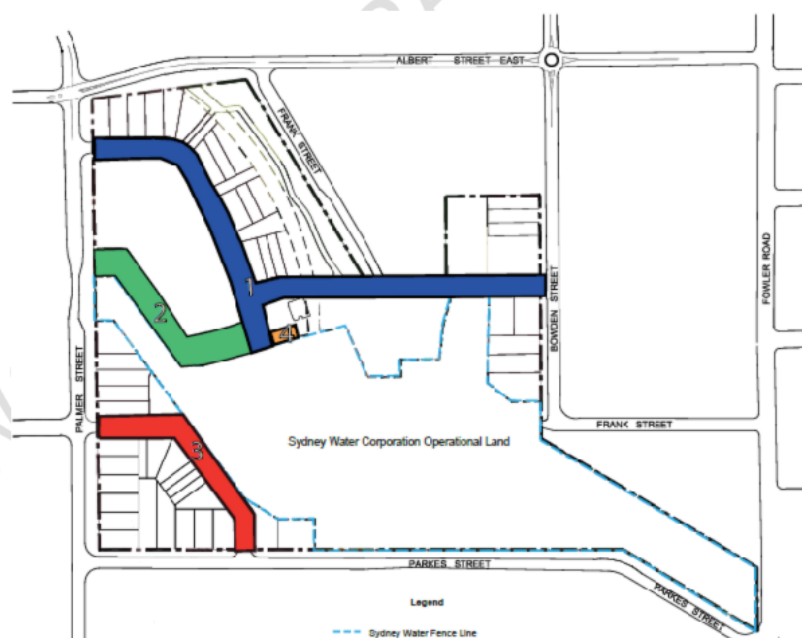 ALBERT STREET EAST
FRANK STREET
1
2
4
BOWDEN STREET
FOWLER ROAD
PALMER STREET
FRANK STREET
3
Sydney Water Corporation Operational Land
PARKES STREET
PARKES STREET
Legend
Sydney Water Fence Line